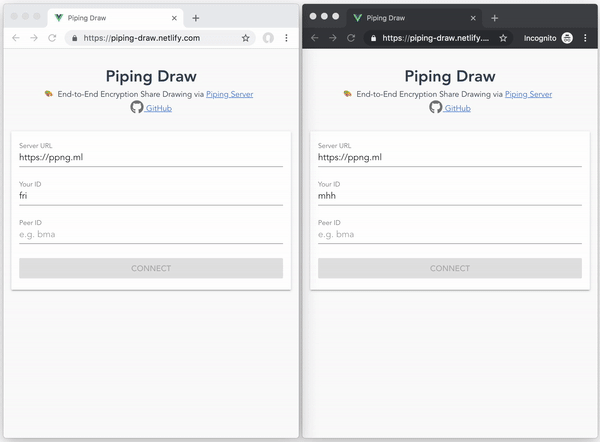 Piping Draw
https://piping-draw.netlify.com
Piping Draw
End-to-End Encryption Share Drawing via Piping Server
GitHub
Server URL
https://ppng.ml
Your ID
fri
Peer ID
e.g. bma
CONNECT
Piping Draw
https://piping-draw.netlify....
Incognito
Piping Draw
End-to-End Encryption Share Drawing via Piping Server
GitHub
Server URL
https://ppng.ml
Your ID
mhh
Peer ID
e.g. bma
CONNECT